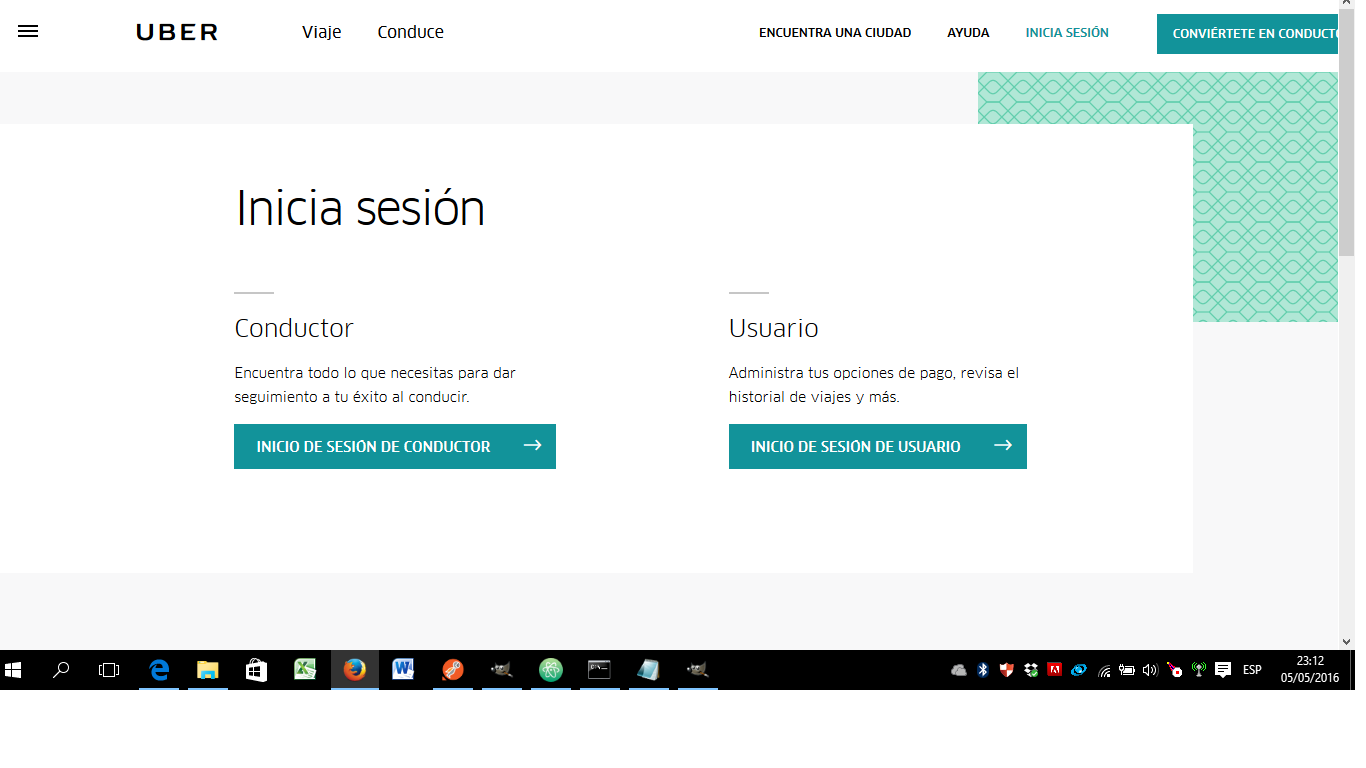 UBER
Viaje
Conduce
ENCUENTRA UNA CIUDAD
AYUDA
INICIA SESIÓN
CONVIÉRTETE EN CONDUCTO
Inicia sesión
Conductor
Encuentra todo lo que necesitas para dar
seguimiento a tu éxito al conducir.
INICIO DE SESIÓN DE CONDUCTOR
Usuario
Administra tus opciones de pago, revisa el
historial de viajes y más.
INICIO DE SESIÓN DE USUARIO
ESP
23:12
05/05/2016